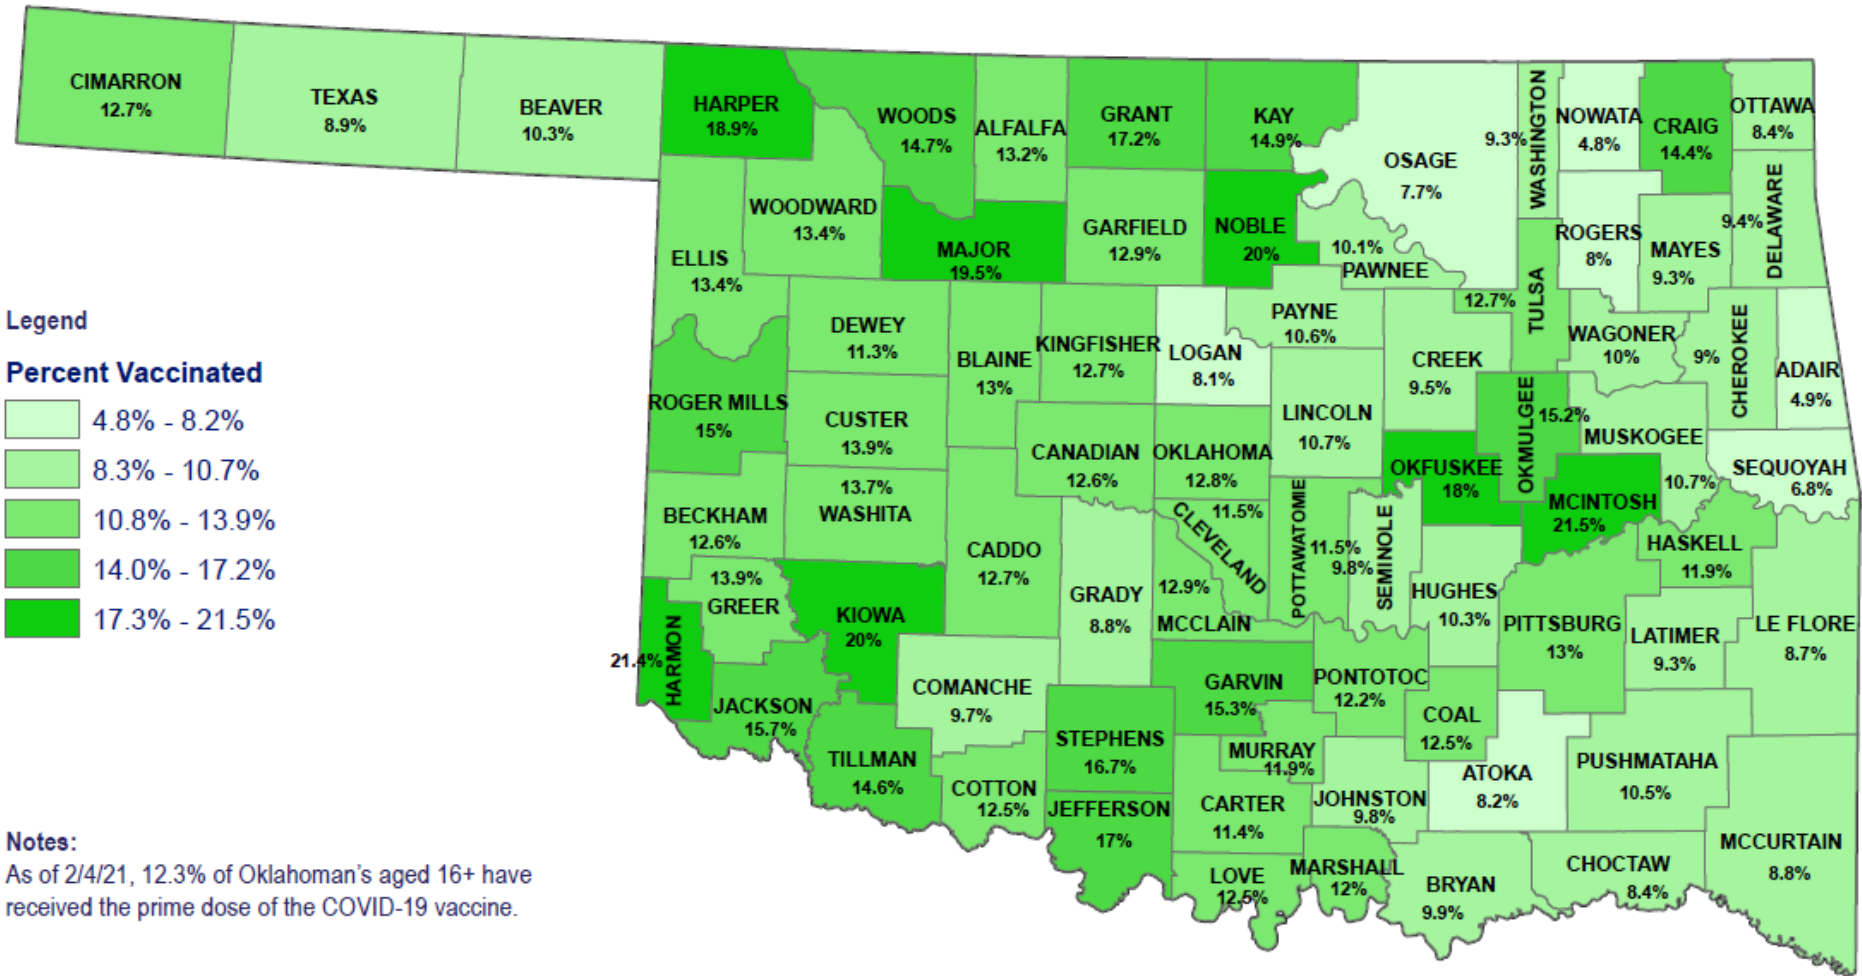 CIMARRON
12.7%
TEXAS
8.9%
BEAVER
10.3%
HARPER
18.9%
WOODS
14.7%
ALFALFA
13.2%
GRANT
17.2%
KAY
14.9%
OSAGE
7.7%
9.3%
WASHINGTON
NOWATA
4.8%
CRAIG
14.4%
OTTAWA
8.4%
WOODWARD
13.4%
ELLIS
13.4%
MAJOR
19.5%
GARFIELD
12.9%
NOBLE
20%
10.1%
PAWNEE
ROGERS
8%
MAYES
9.3%
9.4%
DELAWARE
Legend
Percent Vaccinated
4.8% - 8.2%
8.3% - 10.7%
10.8% - 13.9%
14.0% - 17.2%
17.3% - 21.5%
DEWEY
11.3%
BLAINE
13%
KINGFISHER
12.7%
LOGAN
8.1%
PAYNE
10.6%
12.7%
TULSA
CREEK
9.5%
WAGONER
10%
9%
CHEROKEE
ADAIR
4.9%
ROGER MILLS
15%
CUSTER
13.9%
CANADIAN
12.6%
OKLAHOMA
12.8%
LINCOLN
10.7%
OKMULGEE
15.2%
MUSKOGEE
10.7%
SEQUOYAH
6.8%
OKFUSKEE
18%
MCINTOSH
21.5%
BECKHAM
12.6%
13.7%
WASHITA
CADDO
12.7%
GRADY
8.8%
CLEVELAND
11.5%
12.9%
MCCLAIN
POTTAWATOMIE
11.5%
9.8%
SEMINOLE
HUGHES
10.3%
HASKELL
11.9%
PITTSBURG
13%
LATIMER
9.3%
LE FLORE
8.7%
13.9%
GREER
KIOWA
20%
21.4%
HARMON
JACKSON
15.7%
TILLMAN
14.6%
COMANCHE
9.7%
COTTON
12.5%
STEPHENS
16.7%
JEFFERSON
17%
GARVIN
15.3%
PONTOTOC
12.2%
COAL
12.5%
MURRAY
11.9%
CARTER
11.4%
JOHNSTON
9.8%
ATOKA
8.2%
PUSHMATAHA
10.5%
MCCURTAIN
8.8%
LOVE
12.5%
MARSHALL
12%
BRYAN
9.9%
CHOCTAW
8.4%
Notes:
As of 2/4/21, 12.3% of Oklahoman's aged 16+ have
received the prime dose of the COVID-19 vaccine.